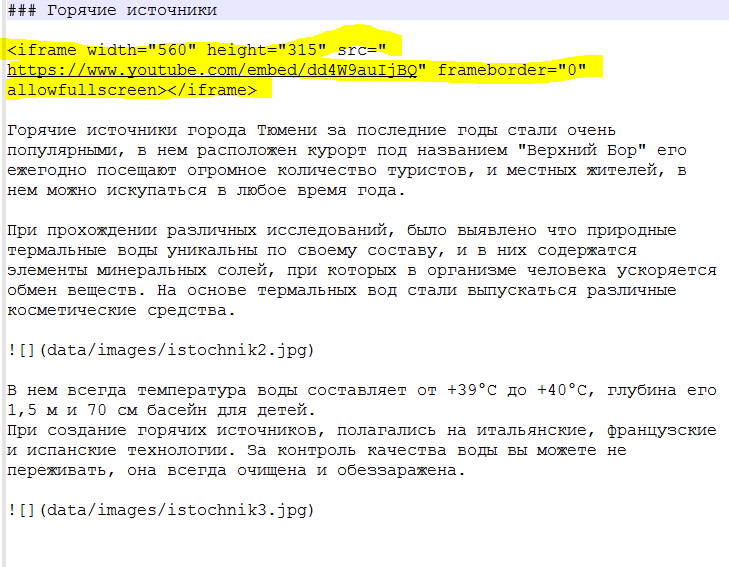 ### Горячие источники
<iframe width="560" height="315" src="
https://www.youtube.com/embed/dd4W9auIjBQ" frameborder="0"
allowfullscreen></iframe>
Горячие источники города Тюмени за последние годы стали очень
популярными, в нем расположен курорт под названием "Верхний Бор" его
ежегодно посещают огромное количество туристов, и местных жителей, в
нем можно искупаться в любое время года.
При прохождении различных исследований, было выявлено что природные
термальные воды уникальны по своему составу, и в них содержатся
элементы минеральных солей, при которых в организме человека ускоряется
обмен веществ. На основе термальных вод стали выпускаться различные
косметические средства.
![](data/images/istochnik2.jpg)
В нем всегда температура воды составляет от +39°C до +40°C, глубина его
1,5 м и 70 см басейн для детей.
При создание горячих источников, полагались на итальянские, французские
и испанские технологии. За контроль качества воды вы можете не
переживать, она всегда очищена и обеззаражена.
![](data/images/istochnik3.jpg)